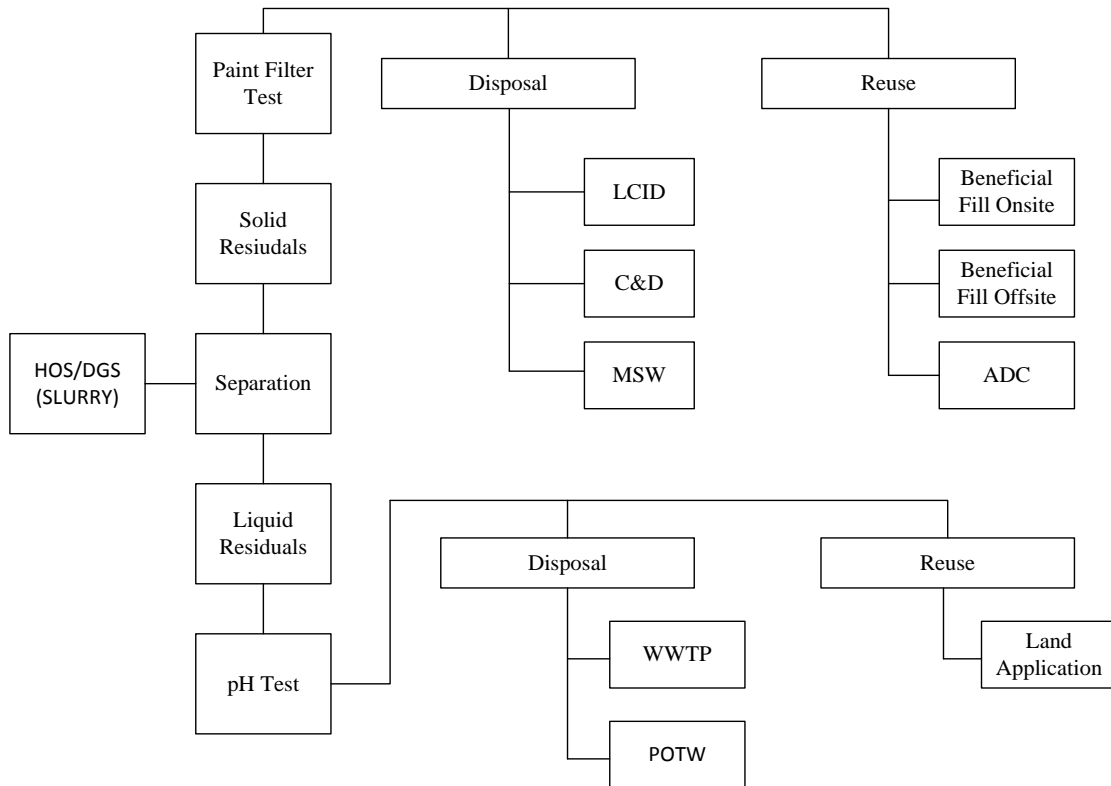 Paint Filter
Test
Disposal
Reuse
LCID
Beneficial
Fill Onsite
Solid
Resiudals
C&D
Beneficial
Fill Offsite
HOS/DGS
(SLURRY)
Separation
MSW
ADC
Liquid
Residuals
Disposal
Reuse
pH Test
WWTP
Land
Application
POTW